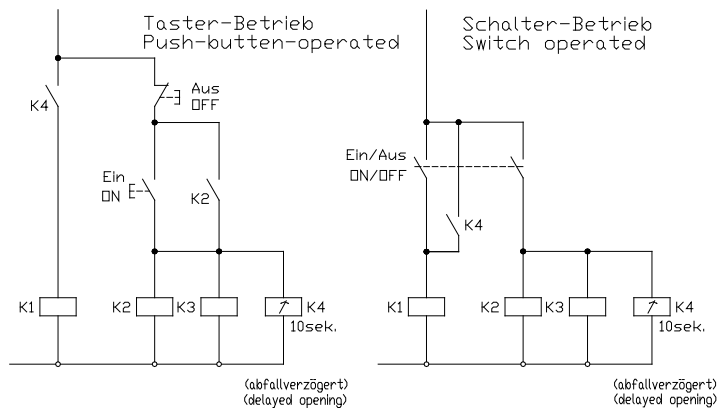 Taster-Betrieb
Push-butten-operated
K4
Aus
OFF
Ein
ON
K2
K1
K2
K3
K4
10sek.
(abfallverzögert)
(delayed opening)
Schalter-Betrieb
Switch operated
Ein/Aus
ON/OFF
K4
K1
K2
K3
K4
10sek.
(abfallverzögert)
(delayed opening)